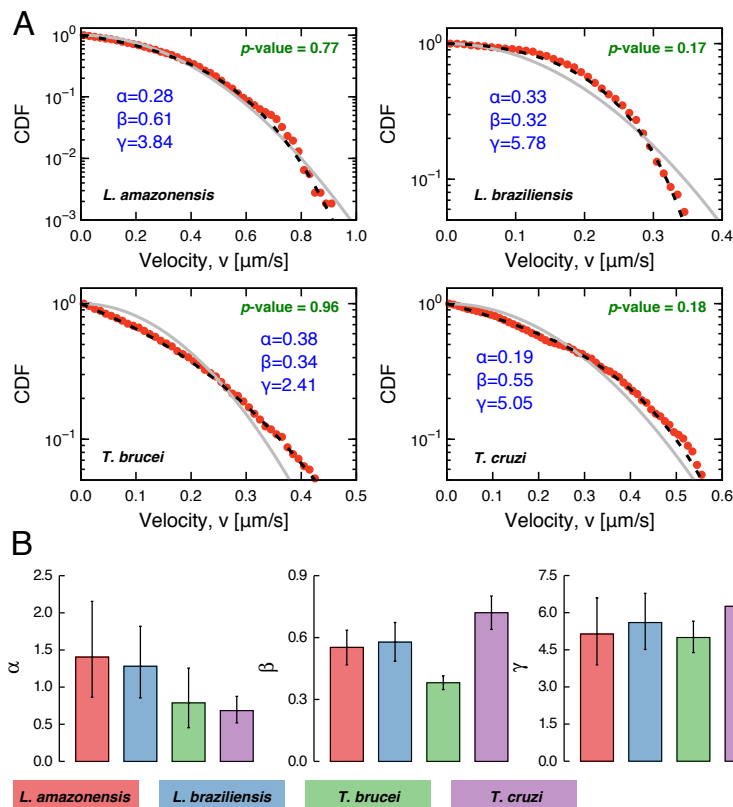 A
10⁰
10⁻¹
10⁻²
10⁻³
CDF
p-value = 0.77
α=0.28
β=0.61
γ=3.84
L. amazonensis
0.0 0.2 0.4 0.6 0.8 1.0
Velocity, v [μm/s]
10⁰
10⁻¹
CDF
p-value = 0.17
α=0.33
β=0.32
γ=5.78
L. braziliensis
0.0 0.1 0.2 0.3 0.4
Velocity, v [μm/s]
10⁰
10⁻¹
CDF
p-value = 0.96
α=0.38
β=0.34
γ=2.41
T. brucei
0.0 0.1 0.2 0.3 0.4 0.5
Velocity, v [μm/s]
10⁰
10⁻¹
CDF
p-value = 0.18
α=0.19
β=0.55
γ=5.05
T. cruzi
0.0 0.1 0.2 0.3 0.4 0.5 0.6
Velocity, v [μm/s]
B
2.5
2.0
1.5
1.0
0.5
0.0
α
0.9
0.6
0.3
0.0
β
7.5
6.0
4.5
3.0
1.5
0.0
γ
L. amazonensis L. braziliensis T. brucei T. cruzi